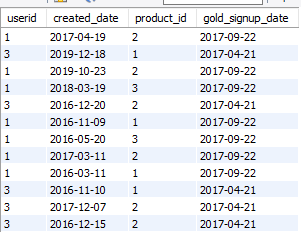 userid created_date product_id gold_signup_date
1 2017-04-19 2 2017-09-22
3 2019-12-18 1 2017-04-21
1 2019-10-23 2 2017-09-22
1 2018-03-19 3 2017-09-22
3 2016-12-20 2 2017-04-21
1 2016-11-09 1 2017-09-22
1 2016-05-20 3 2017-09-22
1 2017-03-11 2 2017-09-22
1 2016-03-11 1 2017-09-22
3 2016-11-10 1 2017-04-21
3 2017-12-07 2 2017-04-21
3 2016-12-15 2 2017-04-21